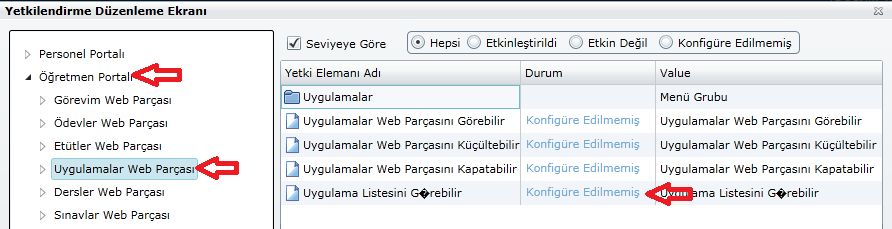 Yetkilendirme Düzenleme Ekranı
Personel Portalı
Öğretmen Portalı
Görevim Web Parçası
Ödevler Web Parçası
Etütler Web Parçası
Uygulamalar Web Parçası
Dersler Web Parçası
Sınavlar Web Parçası
Seviyeye Göre Hepsi Etkinleştirildi Etkin Değil Konfigüre Edilmemiş
Yetki Elemanı Adı Durum Value
Uygulamalar Menü Grubu
Uygulamalar Web Parçasını Görebilir Konfigüre Edilmemiş Uygulamalar Web Parçasını Görebilir
Uygulamalar Web Parçasını Küçültebilir Konfigüre Edilmemiş Uygulamalar Web Parçasını Küçültebilir
Uygulamalar Web Parçasını Kapatabilir Konfigüre Edilmemiş Uygulamalar Web Parçasını Kapatabilir
Uygulama Listesini G�rebilir Konfigüre Edilmemiş Uygulama Listesini G�rebilir